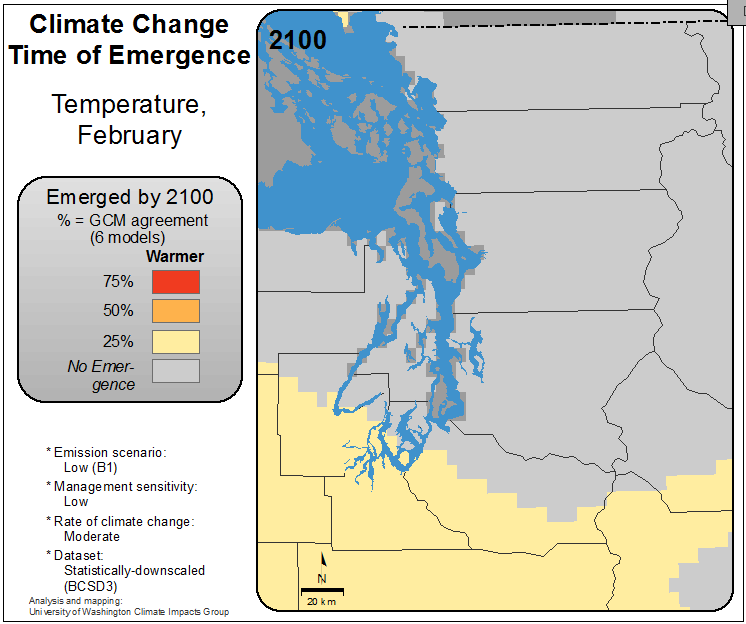 Climate Change
Time of Emergence
Temperature,
February
Emerged by 2100
% = GCM agreement
(6 models)
Warmer
75%
50%
25%
No Emer-
gence
* Emission scenario:
Low (B1)
* Management sensitivity:
Low
* Rate of climate change:
Moderate
* Dataset:
Statistically-downscaled
(BCSD3)
Analysis and mapping:
University of Washington Climate Impacts Group
2100
N
20 km